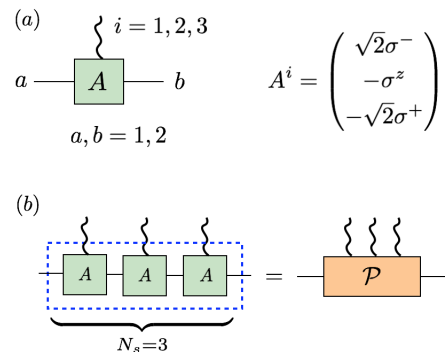 (a)
i = 1, 2, 3
a A b
a, b = 1, 2
A^i = ( √2σ^-
-σ^z
-√2σ^+ )
(b)
A A A = 𝒫
N_s=3